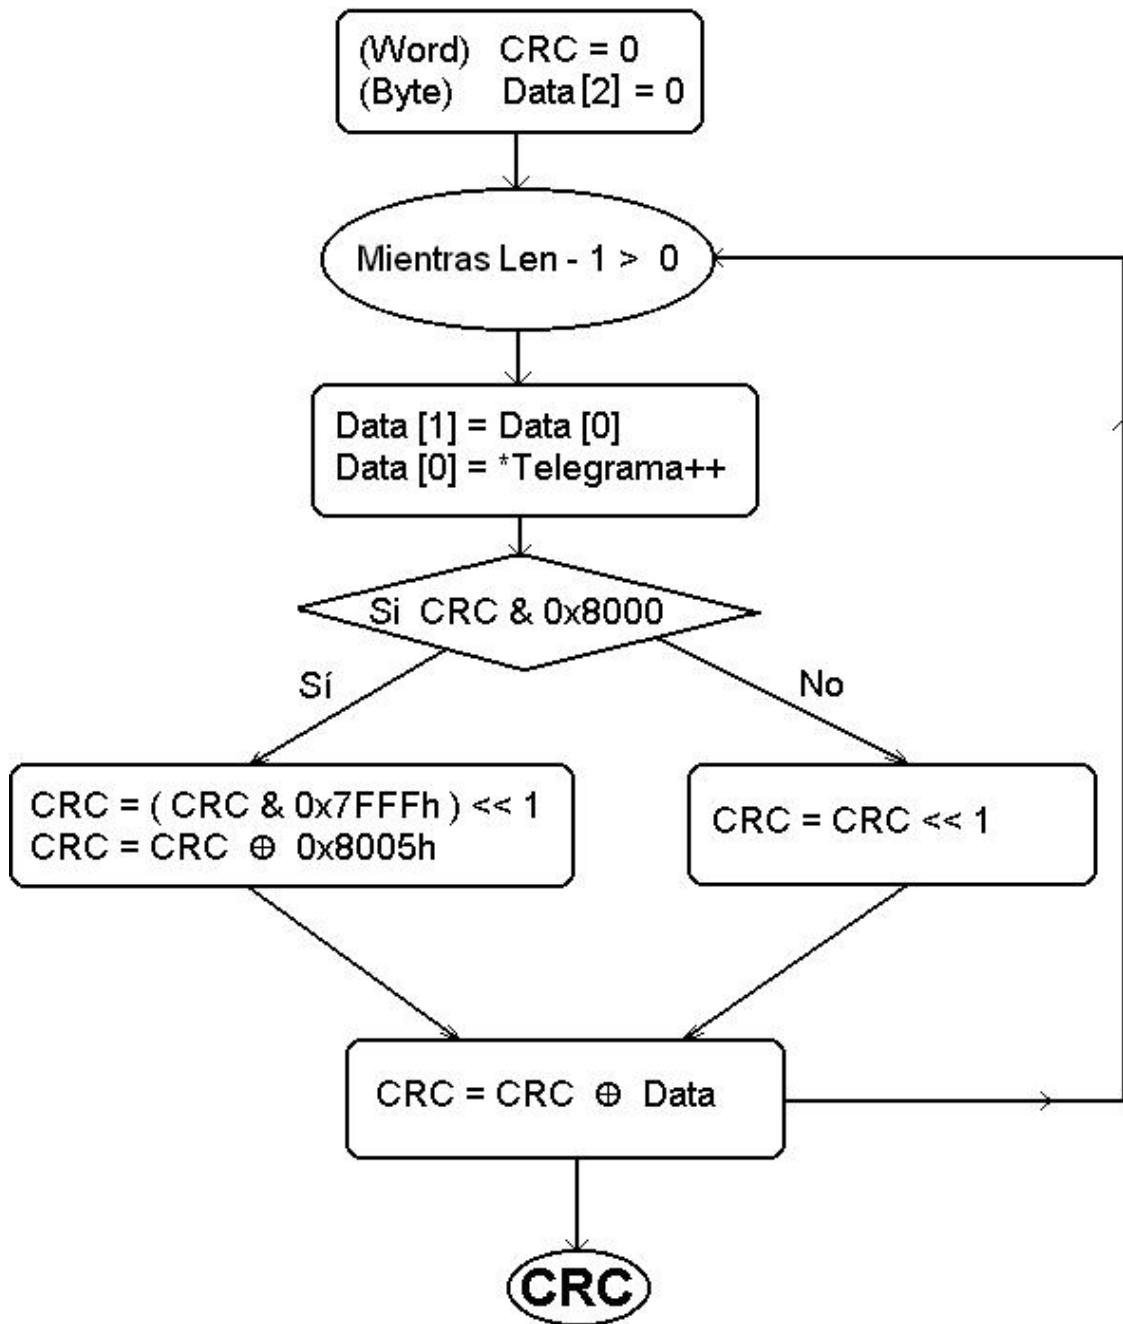 (Word) CRC = 0
(Byte) Data [2] = 0
Mientras Len - 1 > 0
Data [1] = Data [0]
Data [0] = *Telegrama++
Si CRC & 0x8000
Sí
No
CRC = ( CRC & 0x7FFFh ) << 1
CRC = CRC ⊕ 0x8005h
CRC = CRC << 1
CRC = CRC ⊕ Data
CRC